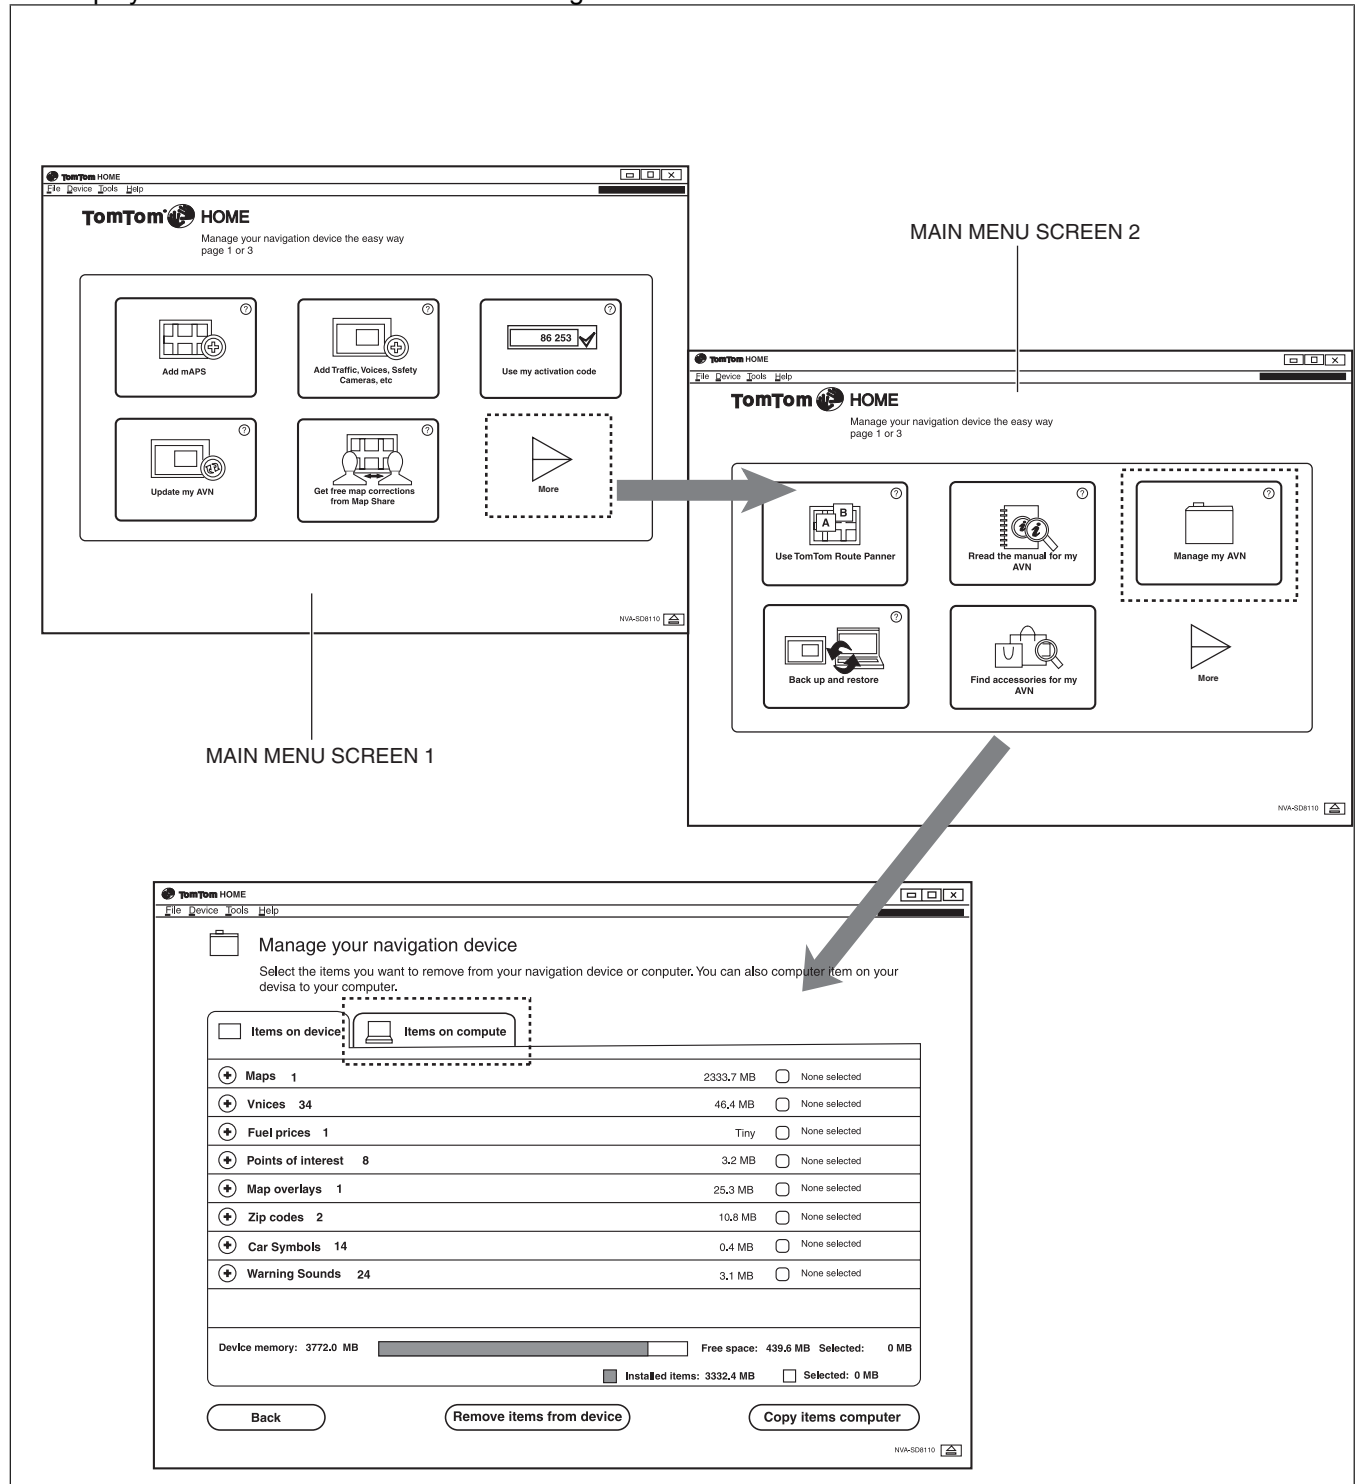 TomTom HOME
File Device Tools Help
TomTom HOME
Manage your navigation device the easy way
page 1 or 3
Add mAPS
Add Traffic, Voices, Ssfety
Cameras, etc
86 253
Use my activation code
Update my AVN
Get free map corrections
from Map Share
More
NVA-SD8110
MAIN MENU SCREEN 1
MAIN MENU SCREEN 2
TomTom HOME
File Device Tools Help
TomTom HOME
Manage your navigation device the easy way
page 1 or 3
A B
Use TomTom Route Panner
Rread the manual for my
AVN
Manage my AVN
Back up and restore
Find accessories for my
AVN
More
NVA-SD8110
TomTom HOME
File Device Tools Help
Manage your navigation device
Select the items you want to remove from your navigation device or conputer. You can also computer item on your
devisa to your computer.
Items on device Items on compute
Maps 1 2333.7 MB None selected
Vnices 34 46.4 MB None selected
Fuel prices 1 Tiny None selected
Points of interest 8 3.2 MB None selected
Map overlays 1 25.3 MB None selected
Zip codes 2 10.8 MB None selected
Car Symbols 14 0.4 MB None selected
Warning Sounds 24 3.1 MB None selected
Device memory: 3772.0 MB Free space: 439.6 MB Selected: 0 MB
Installed items: 3332.4 MB Selected: 0 MB
Back Remove items from device Copy items computer
NVA-SD8110